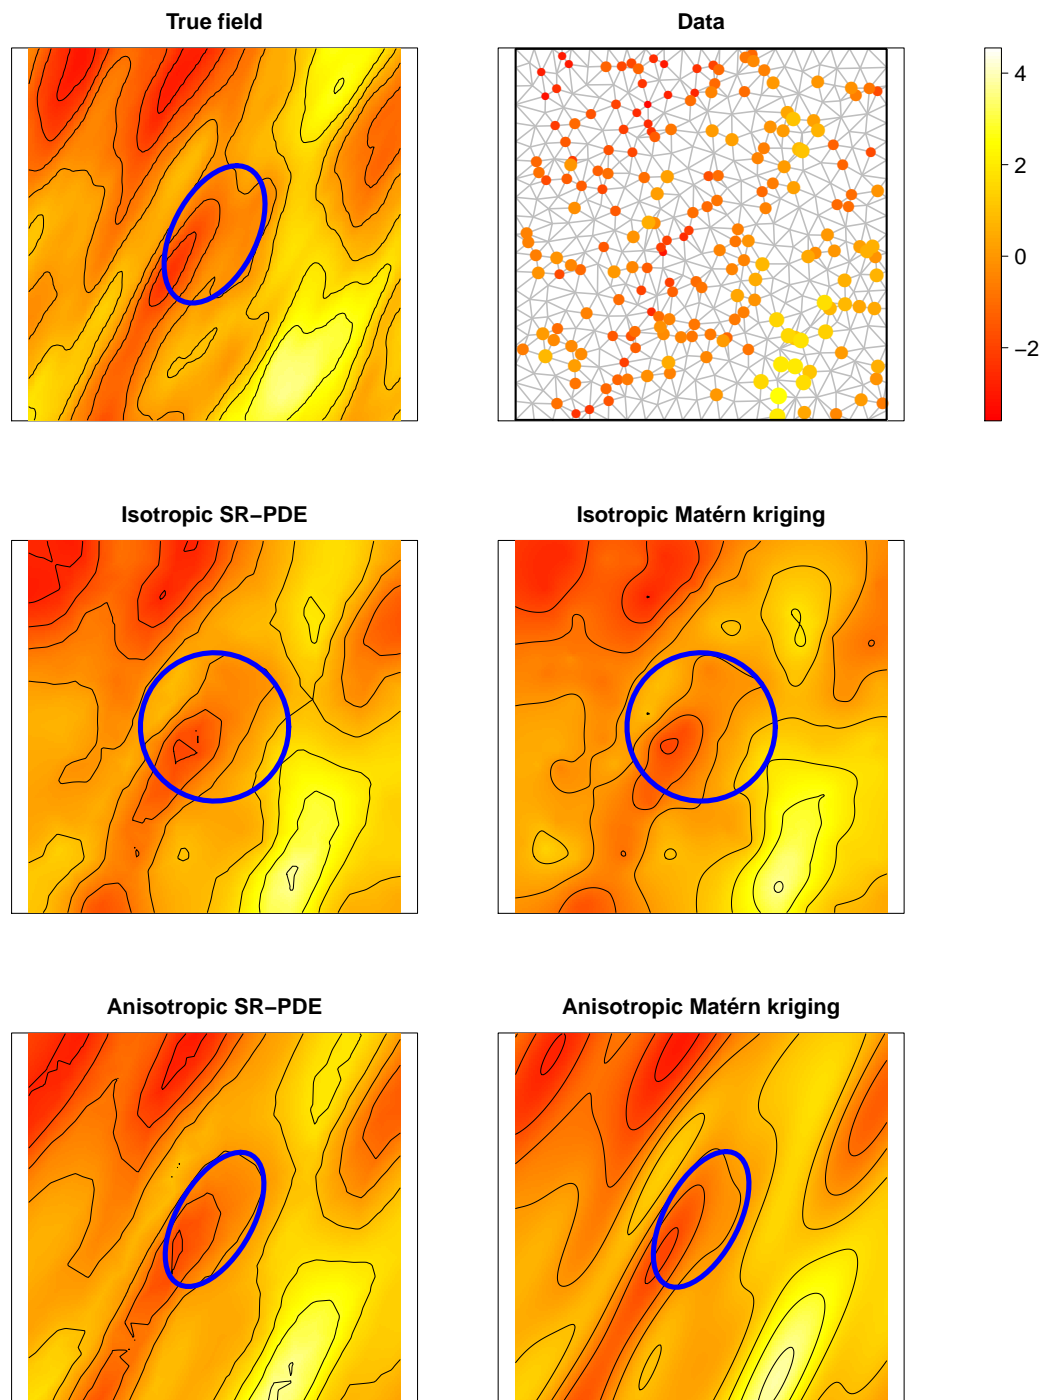 True field
Data
4
2
0
−2
Isotropic SR−PDE
Isotropic Matérn kriging
Anisotropic SR−PDE
Anisotropic Matérn kriging